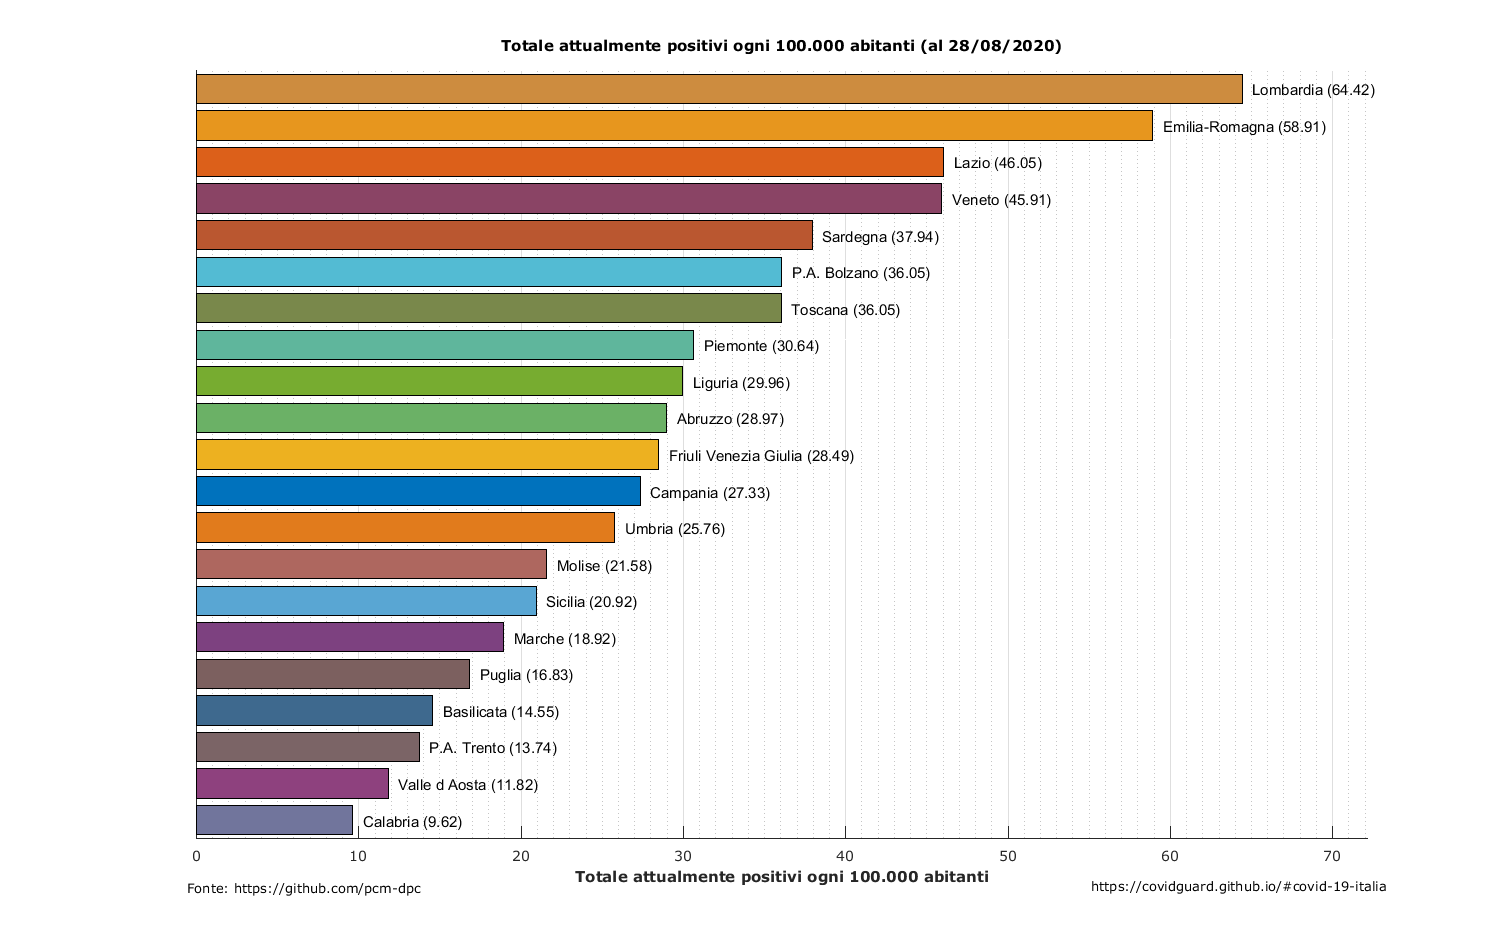 Totale attualmente positivi ogni 100.000 abitanti (al 28/08/2020)
Lombardia (64.42)
Emilia-Romagna (58.91)
Lazio (46.05)
Veneto (45.91)
Sardegna (37.94)
P.A. Bolzano (36.05)
Toscana (36.05)
Piemonte (30.64)
Liguria (29.96)
Abruzzo (28.97)
Friuli Venezia Giulia (28.49)
Campania (27.33)
Umbria (25.76)
Molise (21.58)
Sicilia (20.92)
Marche (18.92)
Puglia (16.83)
Basilicata (14.55)
P.A. Trento (13.74)
Valle d Aosta (11.82)
Calabria (9.62)
0 10 20 30 40 50 60 70
Totale attualmente positivi ogni 100.000 abitanti
Fonte: https://github.com/pcm-dpc
https://covidguard.github.io/#covid-19-italia